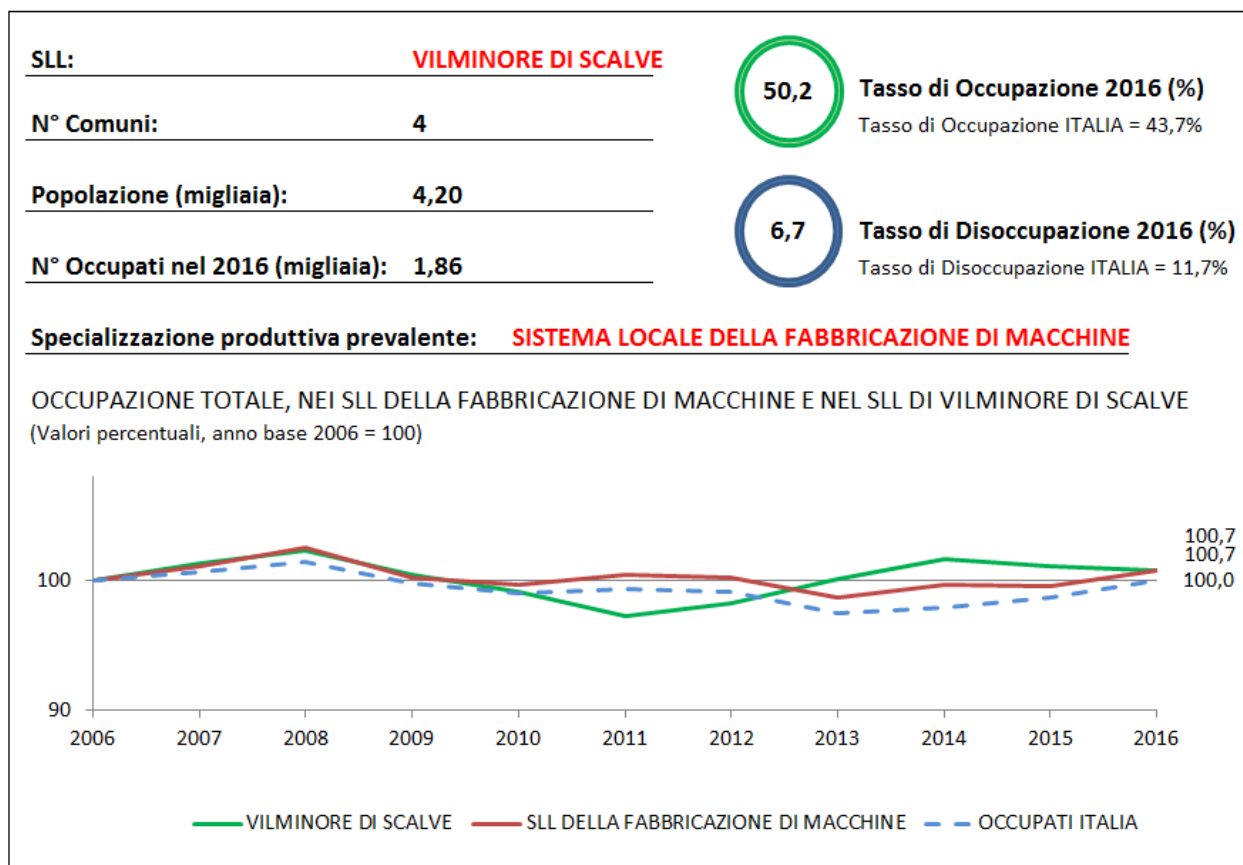 SLL: VILMINORE DI SCALVE
N° Comuni: 4
Popolazione (migliaia): 4,20
N° Occupati nel 2016 (migliaia): 1,86
50,2 Tasso di Occupazione 2016 (%)
Tasso di Occupazione ITALIA = 43,7%
6,7 Tasso di Disoccupazione 2016 (%)
Tasso di Disoccupazione ITALIA = 11,7%
Specializzazione produttiva prevalente: SISTEMA LOCALE DELLA FABBRICAZIONE DI MACCHINE
OCCUPAZIONE TOTALE, NEI SLL DELLA FABBRICAZIONE DI MACCHINE E NEL SLL DI VILMINORE DI SCALVE
(Valori percentuali, anno base 2006 = 100)
100,7
100,7
100 100,0
90
2006 2007 2008 2009 2010 2011 2012 2013 2014 2015 2016
VILMINORE DI SCALVE SLL DELLA FABBRICAZIONE DI MACCHINE OCCUPATI ITALIA